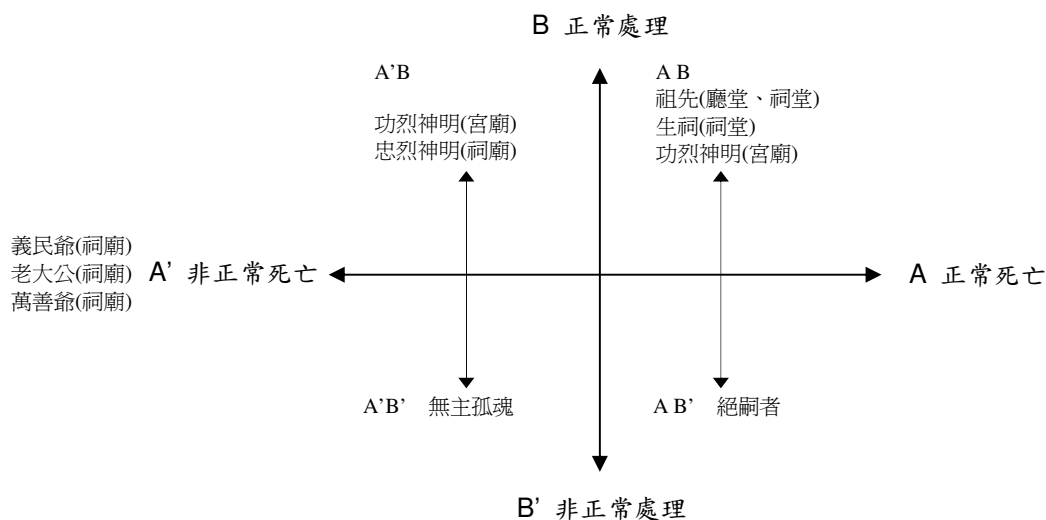 B 正常處理
A’B
功烈神明(宮廟)
忠烈神明(祠廟)
A B
祖先(廳堂、祠堂)
生祠(祠堂)
功烈神明(宮廟)
義民爺(祠廟)
老大公(祠廟)
萬善爺(祠廟)
A’ 非正常死亡
A 正常死亡
A’B’ 無主孤魂
A B’ 絕嗣者
B’ 非正常處理